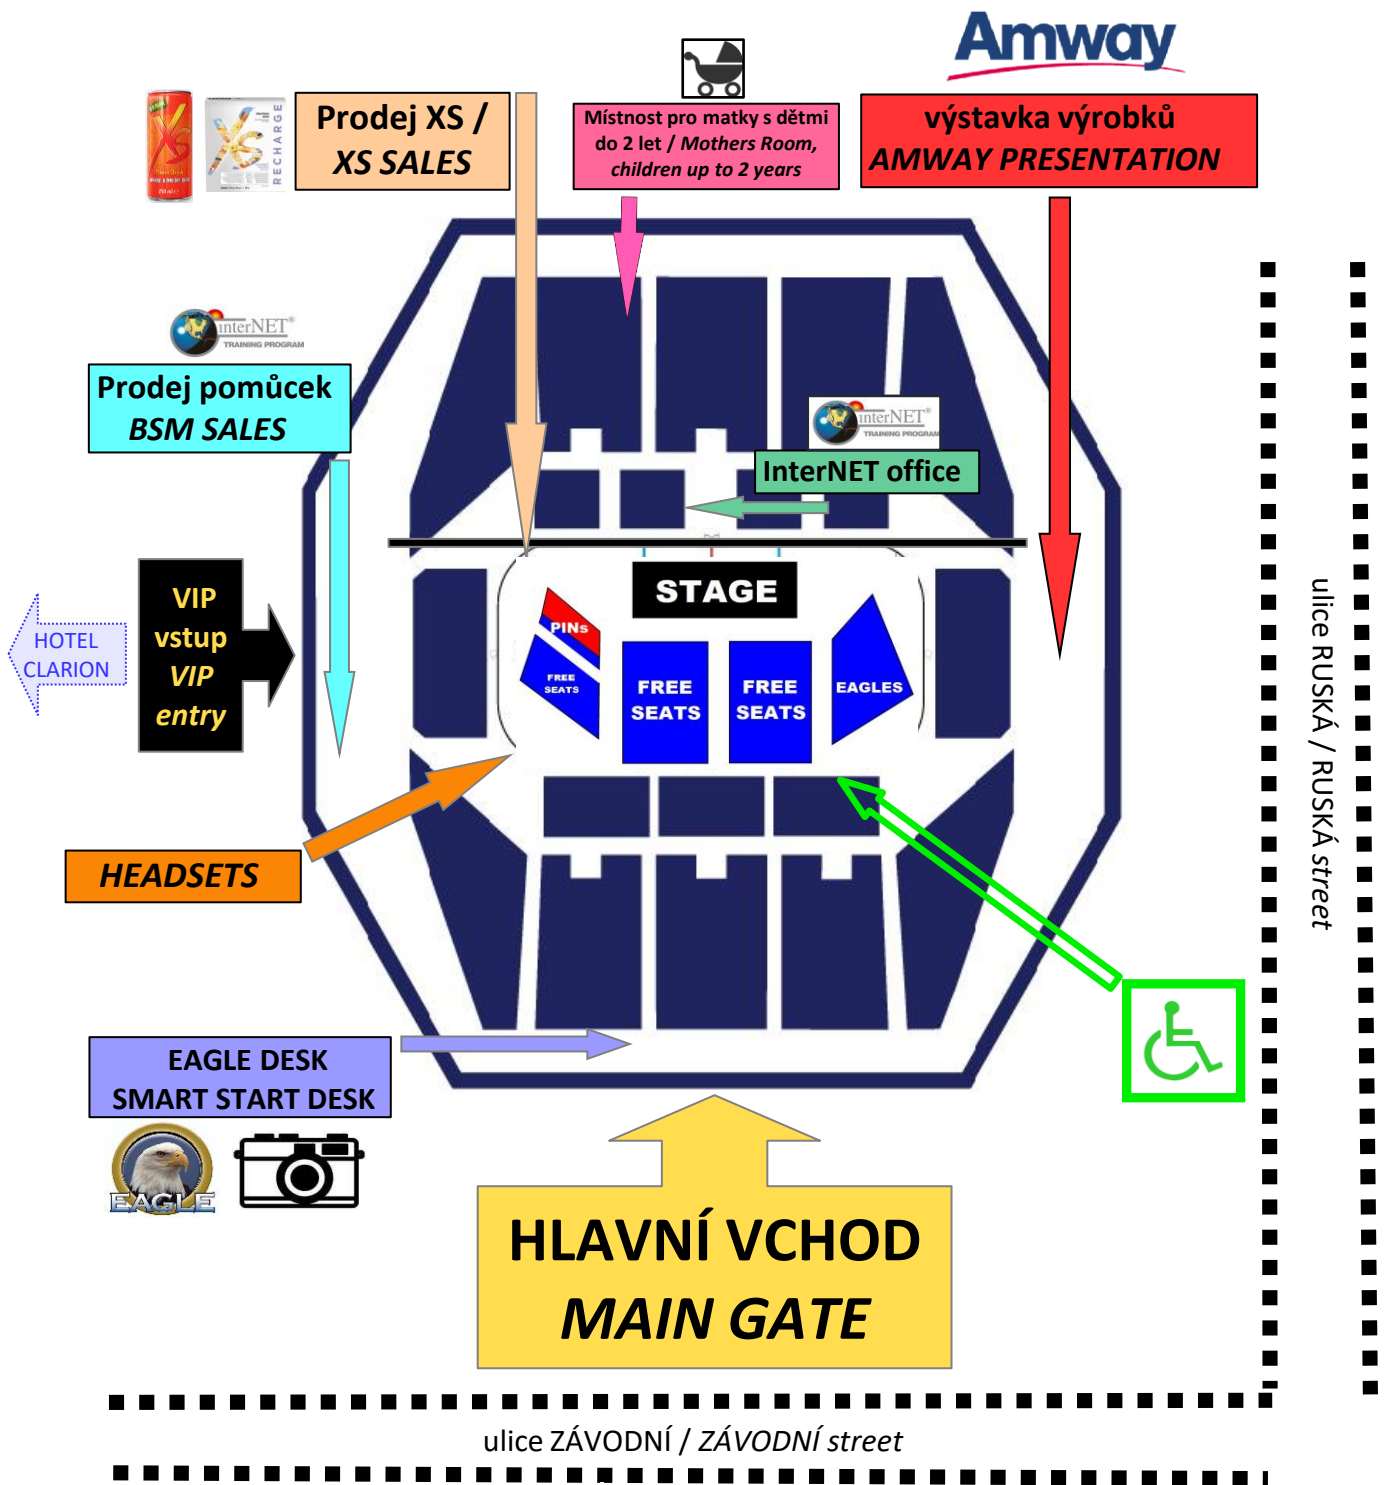 Amway
Prodej XS /
XS SALES
RECHARGE
XS
Místnost pro matky s dětmi
do 2 let / Mothers Room,
children up to 2 years
výstavka výrobků
AMWAY PRESENTATION
interNET®
TRAINING PROGRAM
Prodej pomůcek
BSM SALES
interNET®
TRAINING PROGRAM
InterNET office
HOTEL
CLARION
VIP
vstup
VIP
entry
STAGE
PINs
FREE
SEATS
FREE
SEATS
FREE
SEATS
EAGLES
ulice RUSKÁ / RUSKÁ street
HEADSETS
EAGLE DESK
SMART START DESK
EAGLE
HLAVNÍ VCHOD
MAIN GATE
ulice ZÁVODNÍ / ZÁVODNÍ street